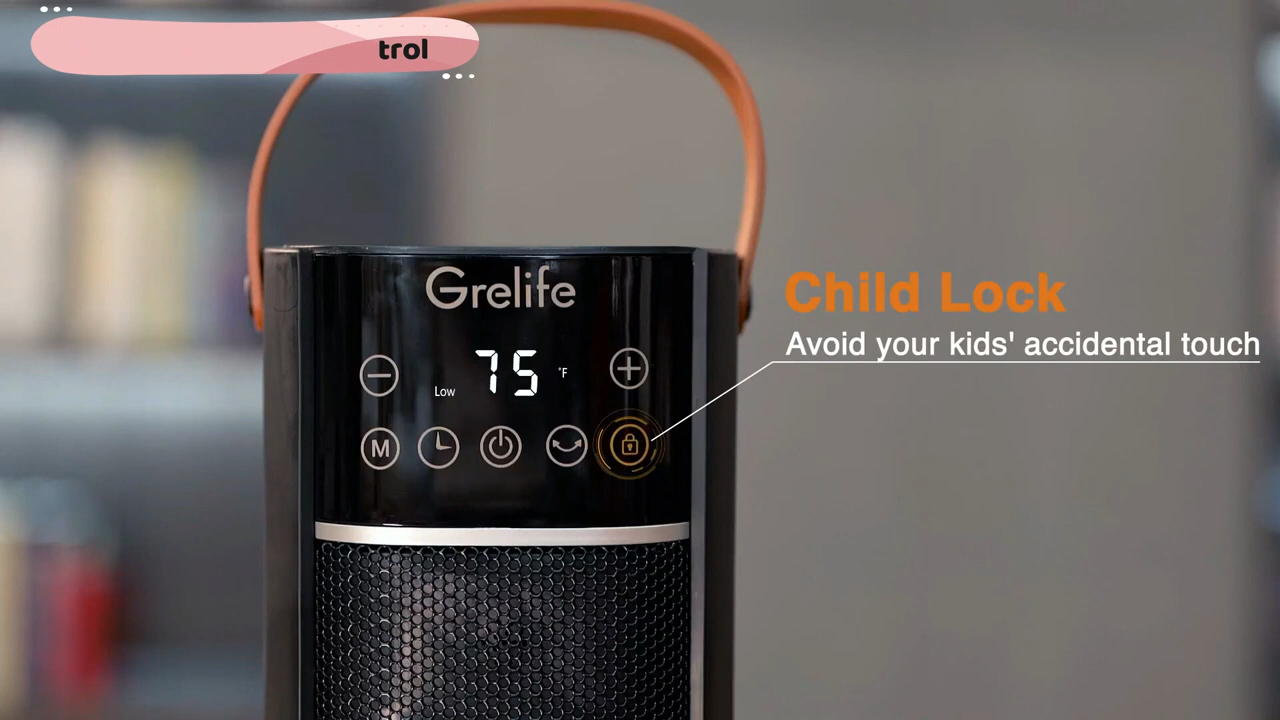 trol
Grelife
Child Lock
Avoid your kids' accidental touch
75 °F
Low
M